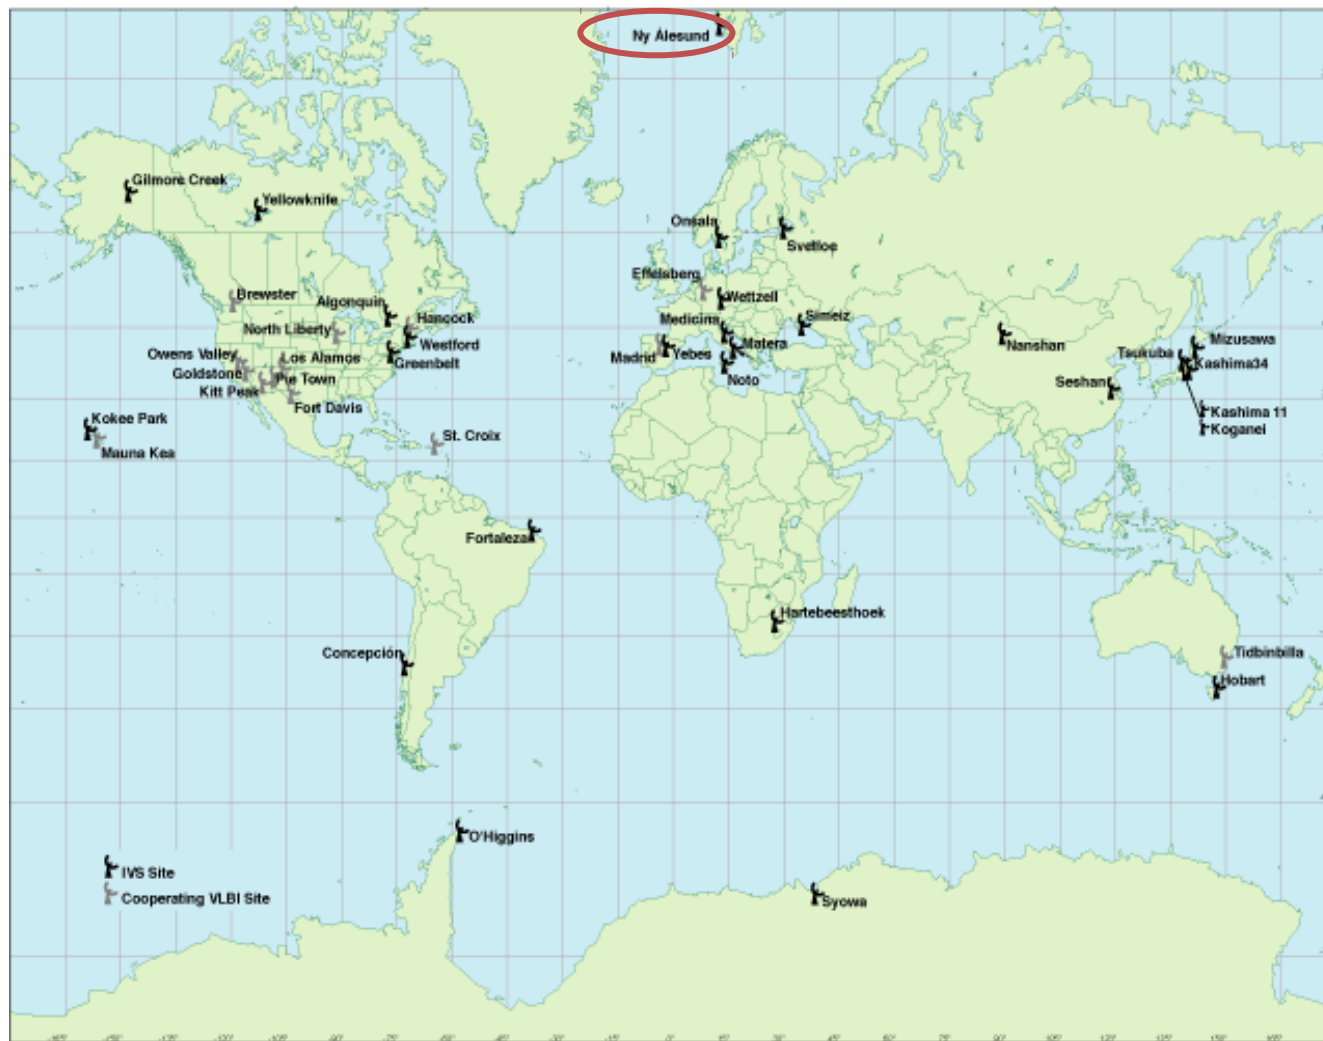 Ny Ålesund
Gilmore Creek
Yellowknife
Onsala
Svetloe
Effelsberg
Brewster
Algonquin
Wettzell
Hancock
Medicina
Simeiz
North Liberty
Westford
Matera
Nanshan
Mizusawa
Owens Valley
Los Alamos
Greenbelt
Madrid
Yebes
Tsukuba
Kashima34
Goldstone
Pie Town
Noto
Seshan
Kitt Peak
Fort Davis
Kashima 11
Kokee Park
Koganei
Mauna Kea
St. Croix
Fortaleza
Hartebeesthoek
Concepción
Tidbinbilla
Hobart
O'Higgins
IVS Site
Cooperating VLBI Site
Syowa